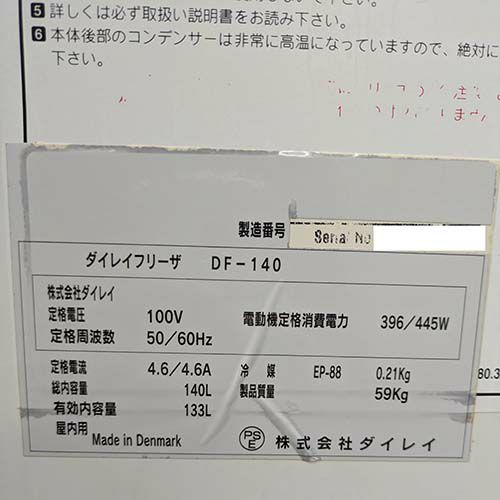 5 詳しくは必ず取扱い説明書をお読み下さい。
6 本体後部のコンデンサーは非常に高温になっていますので、絶対に
下さい。
製造番号 Serial No
ダイレイフリーザ DF-140
株式会社ダイレイ
定格電圧 100V 電動機定格消費電力 396/445W
定格周波数 50/60Hz
定格電流 4.6/4.6A 冷 媒 EP-88 0.21Kg
総内容量 140L 製品質量 59Kg
有効内容量 133L
屋内用 Made in Denmark PSE 株式会社ダイレイ
80.3